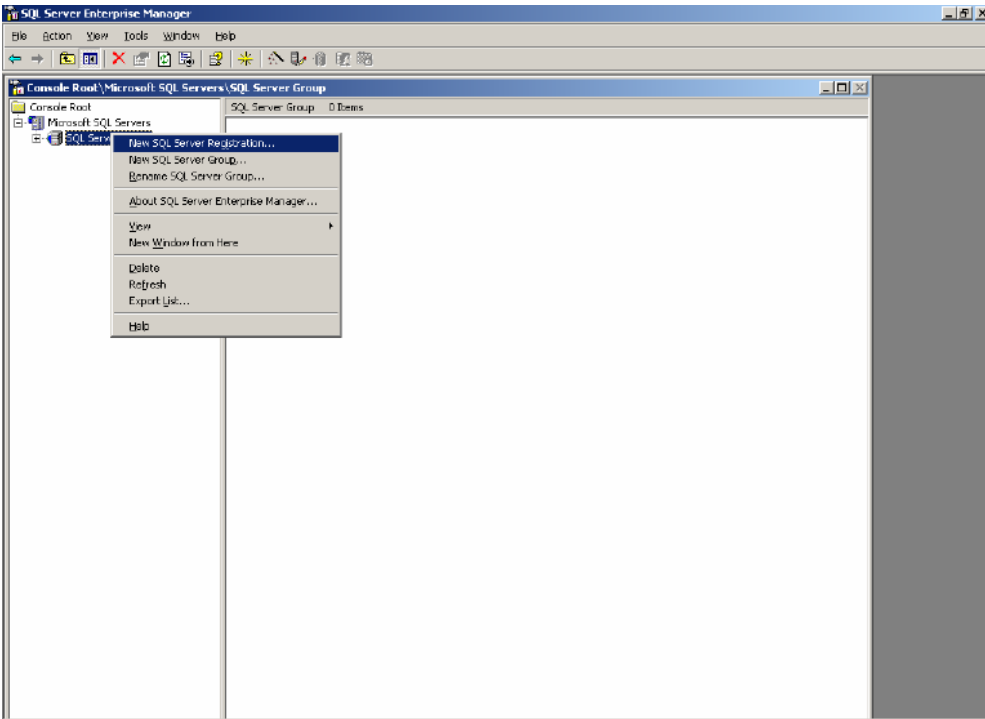 SQL Server Enterprise Manager
File Action View Tools Window Help
Console Root\Microsoft SQL Servers\SQL Server Group
Console Root
SQL Server Group 0 Items
Microsoft SQL Servers
SQL Serv
New SQL Server Registration...
New SQL Server Group...
Rename SQL Server Group...
About SQL Server Enterprise Manager...
View
New Window from Here
Delete
Refresh
Export List...
Help